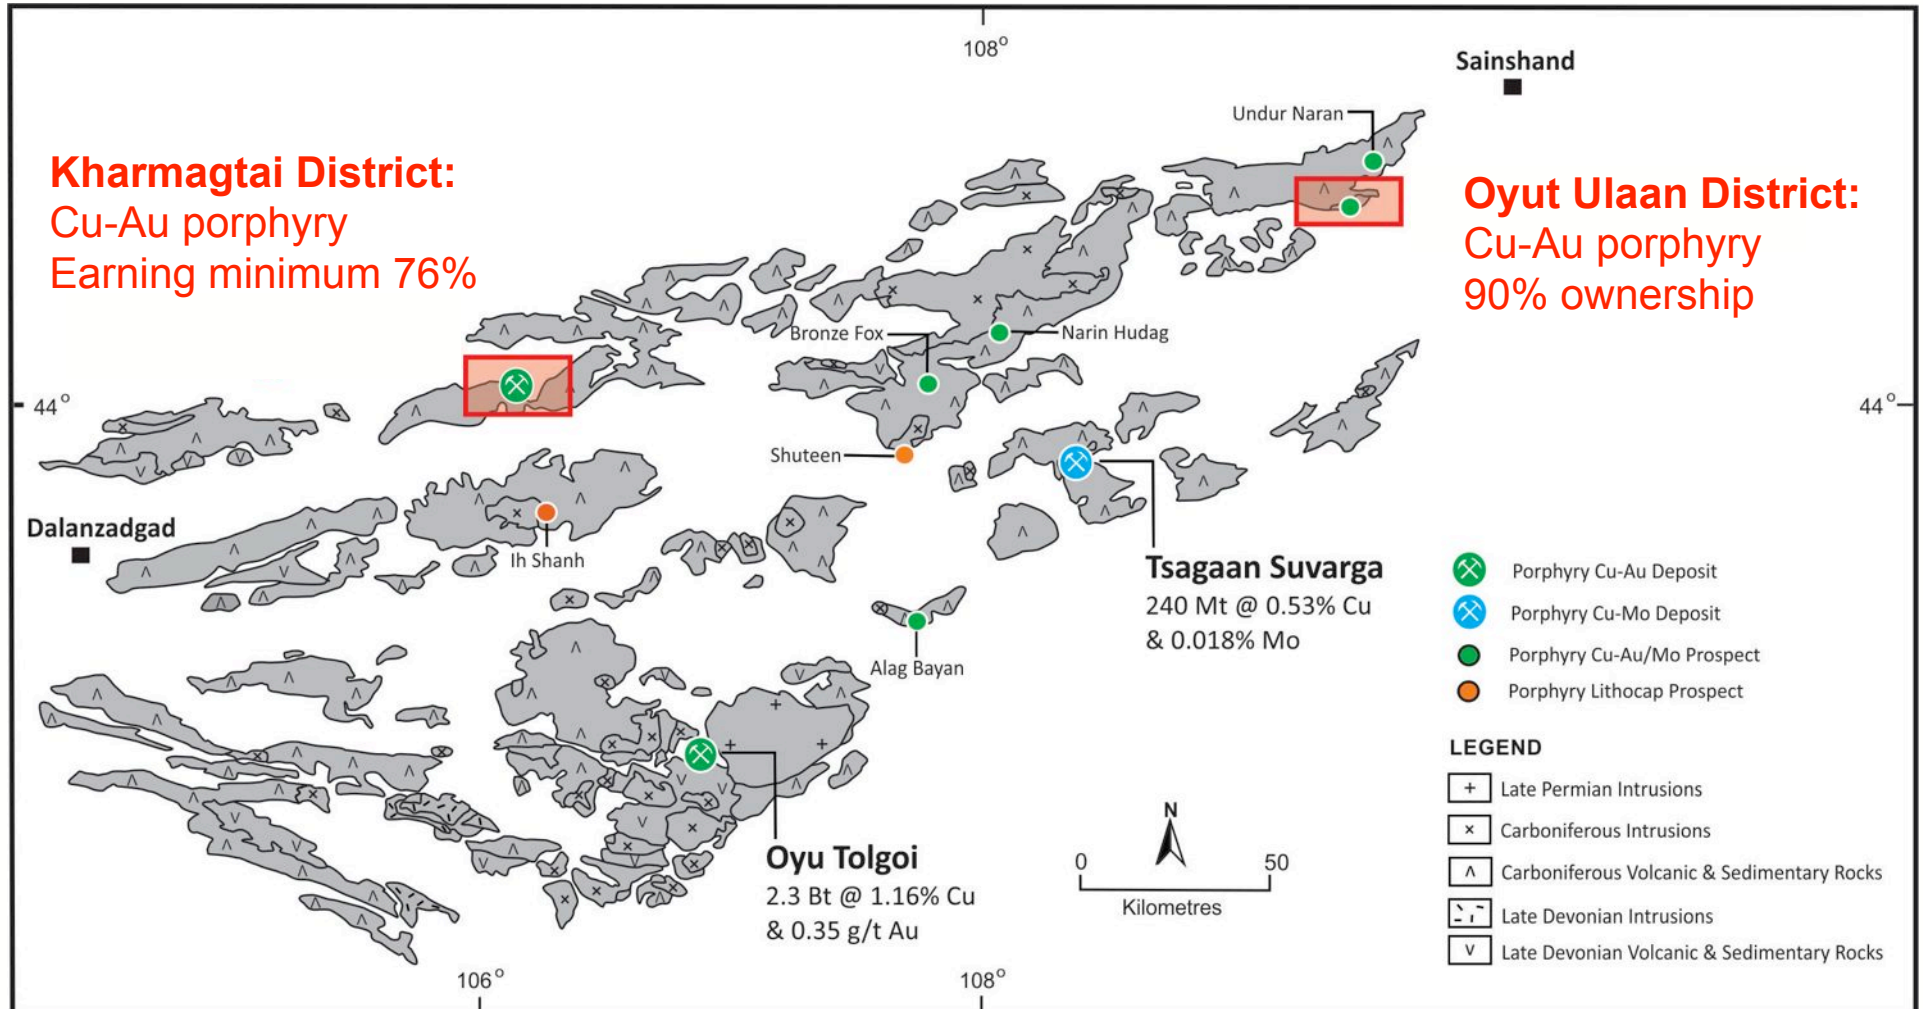 108°
Sainshand
Undur Naran
Kharmagtai District:
Cu-Au porphyry
Earning minimum 76%
Oyut Ulaan District:
Cu-Au porphyry
90% ownership
Bronze Fox
Narin Hudag
44°
44°
Shuteen
Dalanzadgad
Ih Shanh
Tsagaan Suvarga
240 Mt @ 0.53% Cu
& 0.018% Mo
Alag Bayan
Porphyry Cu-Au Deposit
Porphyry Cu-Mo Deposit
Porphyry Cu-Au/Mo Prospect
Porphyry Lithocap Prospect
LEGEND
+ Late Permian Intrusions
× Carboniferous Intrusions
ʌ Carboniferous Volcanic & Sedimentary Rocks
Late Devonian Intrusions
v Late Devonian Volcanic & Sedimentary Rocks
Oyu Tolgoi
2.3 Bt @ 1.16% Cu
& 0.35 g/t Au
N
0 50
Kilometres
106°
108°